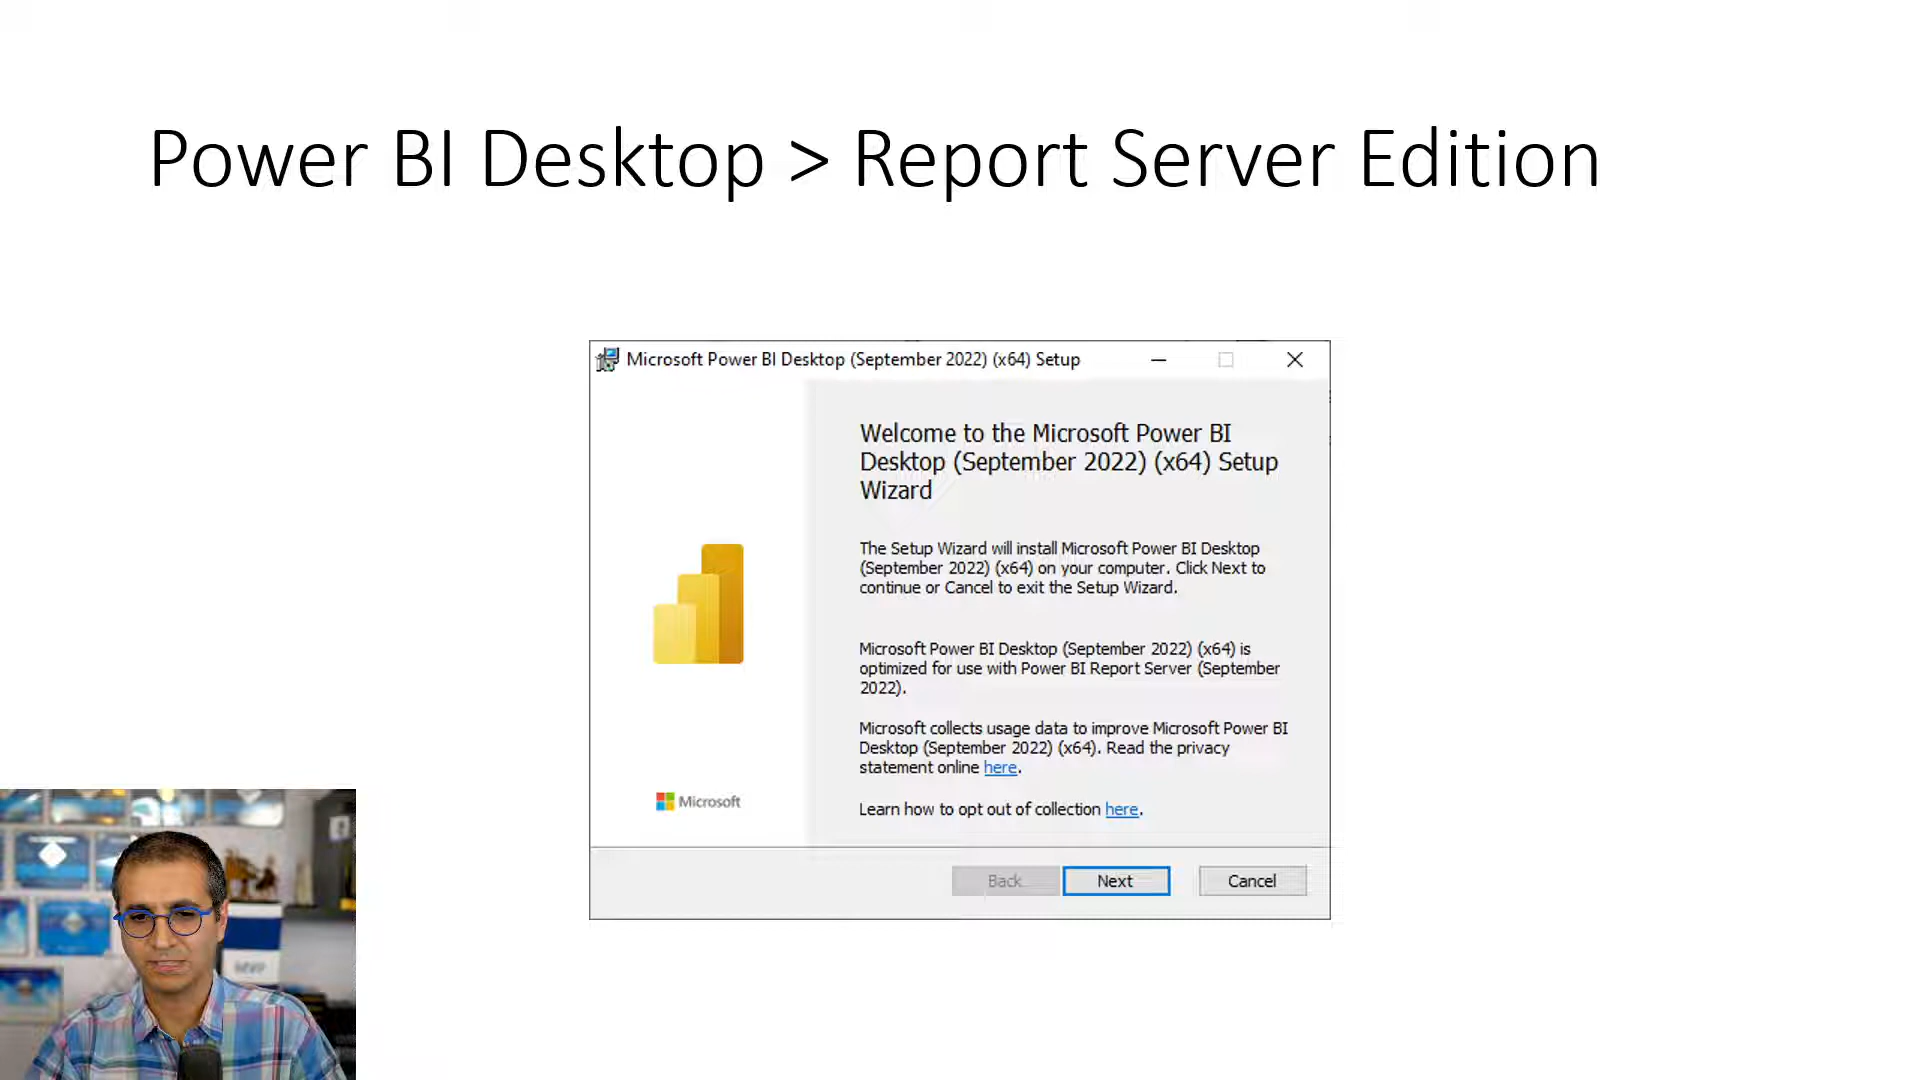 Power BI Desktop > Report Server Edition
Microsoft Power BI Desktop (September 2022) (x64) Setup
Welcome to the Microsoft Power BI
Desktop (September 2022) (x64) Setup
Wizard
The Setup Wizard will install Microsoft Power BI Desktop
(September 2022) (x64) on your computer. Click Next to
continue or Cancel to exit the Setup Wizard.
Microsoft Power BI Desktop (September 2022) (x64) is
optimized for use with Power BI Report Server (September
2022).
Microsoft collects usage data to improve Microsoft Power BI
Desktop (September 2022) (x64). Read the privacy
statement online here.
Microsoft
Learn how to opt out of collection here.
Back Next Cancel
MVP